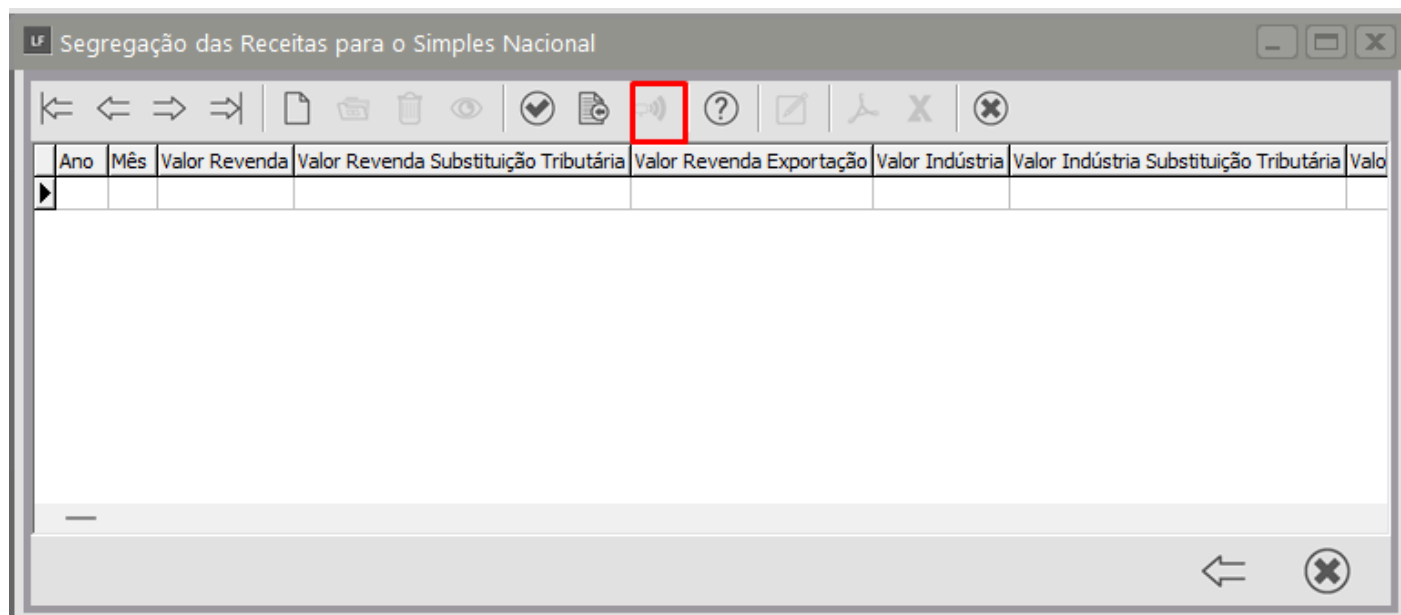 LF Segregação das Receitas para o Simples Nacional
Ano Mês Valor Revenda Valor Revenda Substituição Tributária Valor Revenda Exportação Valor Indústria Valor Indústria Substituição Tributária Valo